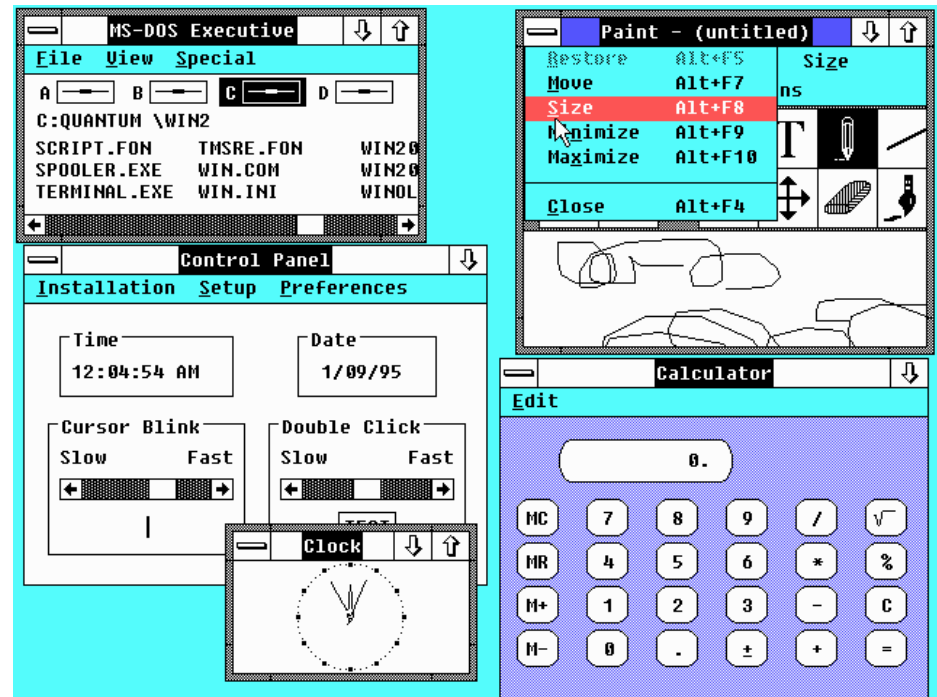 MS-DOS Executive
File View Special
A B C D
C:QUANTUM \WIN2
SCRIPT.FON TMSRE.FON WIN20
SPOOLER.EXE WIN.COM WIN20
TERMINAL.EXE WIN.INI WINOL
Paint - (untitled)
Restore Alt+F5
Move Alt+F7
Size Alt+F8
Minimize Alt+F9
Maximize Alt+F10
Close Alt+F4
Size
ns
T
Control Panel
Installation Setup Preferences
Time
12:04:54 AM
Date
1/09/95
Cursor Blink
Slow Fast
Double Click
Slow Fast
TEST
Clock
Calculator
Edit
0.
MC 7 8 9 / √
MR 4 5 6 * %
M+ 1 2 3 - C
M- 0 . ± + =